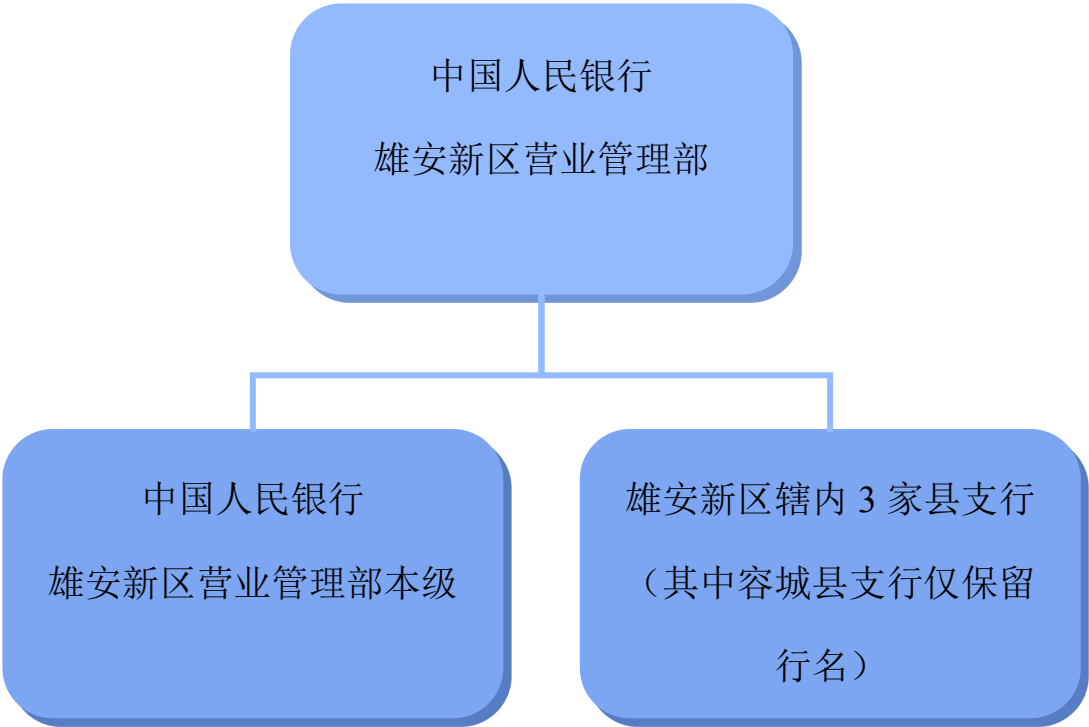 中国人民银行
雄安新区营业管理部
中国人民银行
雄安新区营业管理部本级
雄安新区辖内 3 家县支行
（其中容城县支行仅保留
行名）